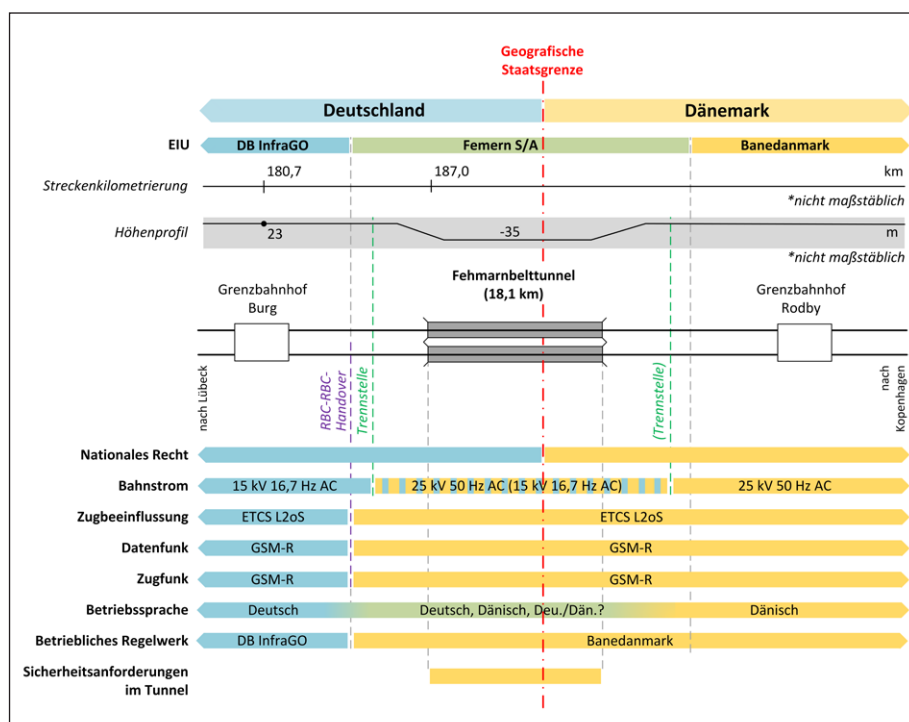 Geografische
Staatsgrenze
Deutschland
Dänemark
EIU
DB InfraGO
Femern S/A
Banedanmark
180,7
187,0
km
Streckenkilometrierung
*nicht maßstäblich
Höhenprofil
23
-35
m
*nicht maßstäblich
Fehmarnbelttunnel
(18,1 km)
Grenzbahnhof
Burg
Grenzbahnhof
Rodby
nach Lübeck
RBC-RBC-
Handover
Trennstelle
(Trennstelle)
nach
Kopenhagen
Nationales Recht
Bahnstrom
15 kV 16,7 Hz AC
25 kV 50 Hz AC (15 kV 16,7 Hz AC)
25 kV 50 Hz AC
Zugbeeinflussung
ETCS L2oS
ETCS L2oS
Datenfunk
GSM-R
GSM-R
Zugfunk
GSM-R
GSM-R
Betriebssprache
Deutsch
Deutsch, Dänisch, Deu./Dän.?
Dänisch
Betriebliches Regelwerk
DB InfraGO
Banedanmark
Sicherheitsanforderungen
im Tunnel